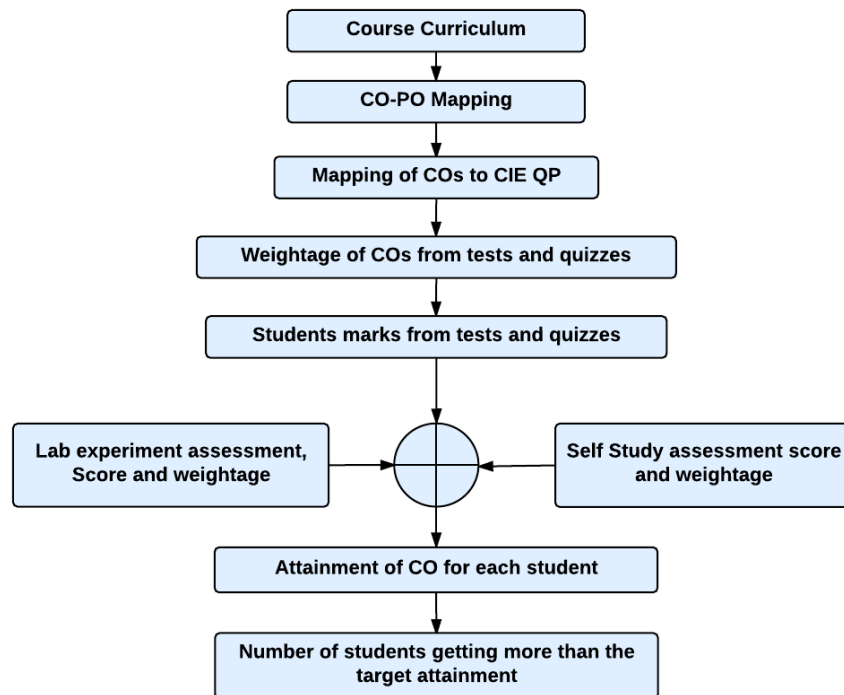 Course Curriculum
CO-PO Mapping
Mapping of COs to CIE QP
Weightage of COs from tests and quizzes
Students marks from tests and quizzes
Lab experiment assessment,
Score and weightage
Self Study assessment score
and weightage
Attainment of CO for each student
Number of students getting more than the
target attainment